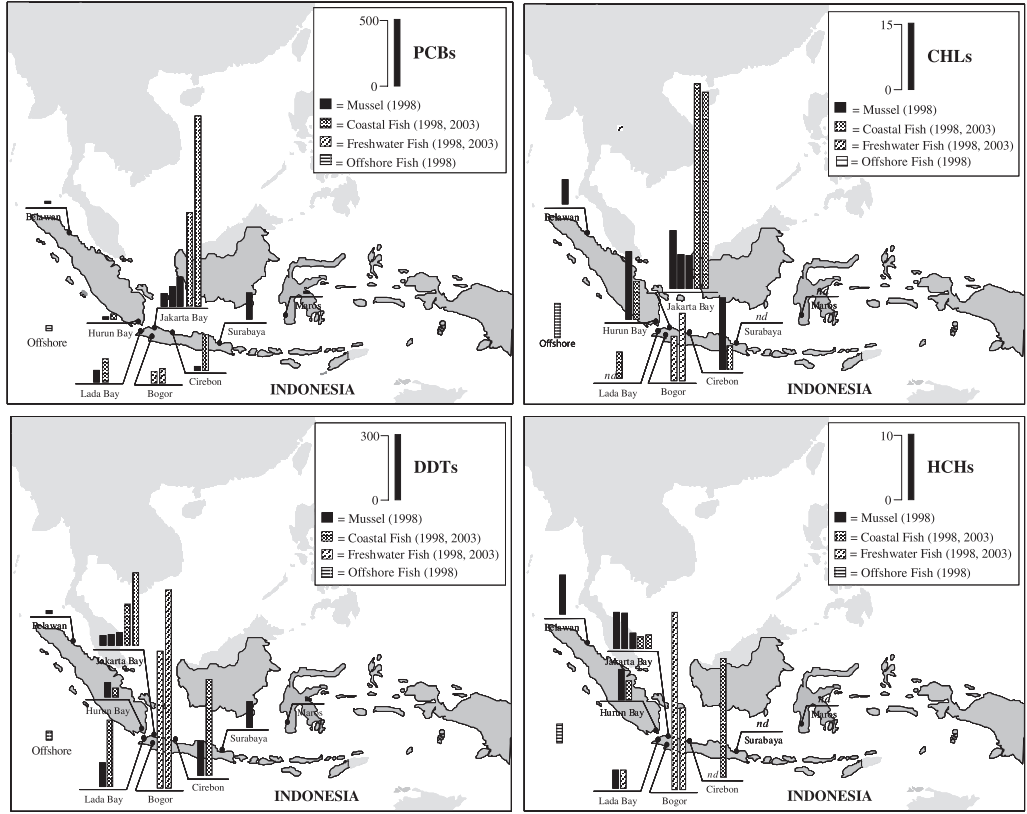 500
PCBs
0
= Mussel (1998)
= Coastal Fish (1998, 2003)
= Freshwater Fish (1998, 2003)
= Offshore Fish (1998)
Belawan
Jakarta Bay
Maros
Hurun Bay
Surabaya
Offshore
Cirebon
Lada Bay
Bogor
INDONESIA
15
CHLs
0
= Mussel (1998)
= Coastal Fish (1998, 2003)
= Freshwater Fish (1998, 2003)
= Offshore Fish (1998)
Belawan
nd
Jakarta Bay
Maros
nd
Hurun Bay
Surabaya
Offshore
nd
Cirebon
Lada Bay
Bogor
INDONESIA
300
DDTs
0
= Mussel (1998)
= Coastal Fish (1998, 2003)
= Freshwater Fish (1998, 2003)
= Offshore Fish (1998)
Belawan
Jakarta Bay
Hurun Bay
Maros
Surabaya
Offshore
Cirebon
Lada Bay
Bogor
INDONESIA
10
HCHs
0
= Mussel (1998)
= Coastal Fish (1998, 2003)
= Freshwater Fish (1998, 2003)
= Offshore Fish (1998)
Belawan
Jakarta Bay
nd
Hurun Bay
Maros
nd
Surabaya
nd
Cirebon
Lada Bay
Bogor
INDONESIA